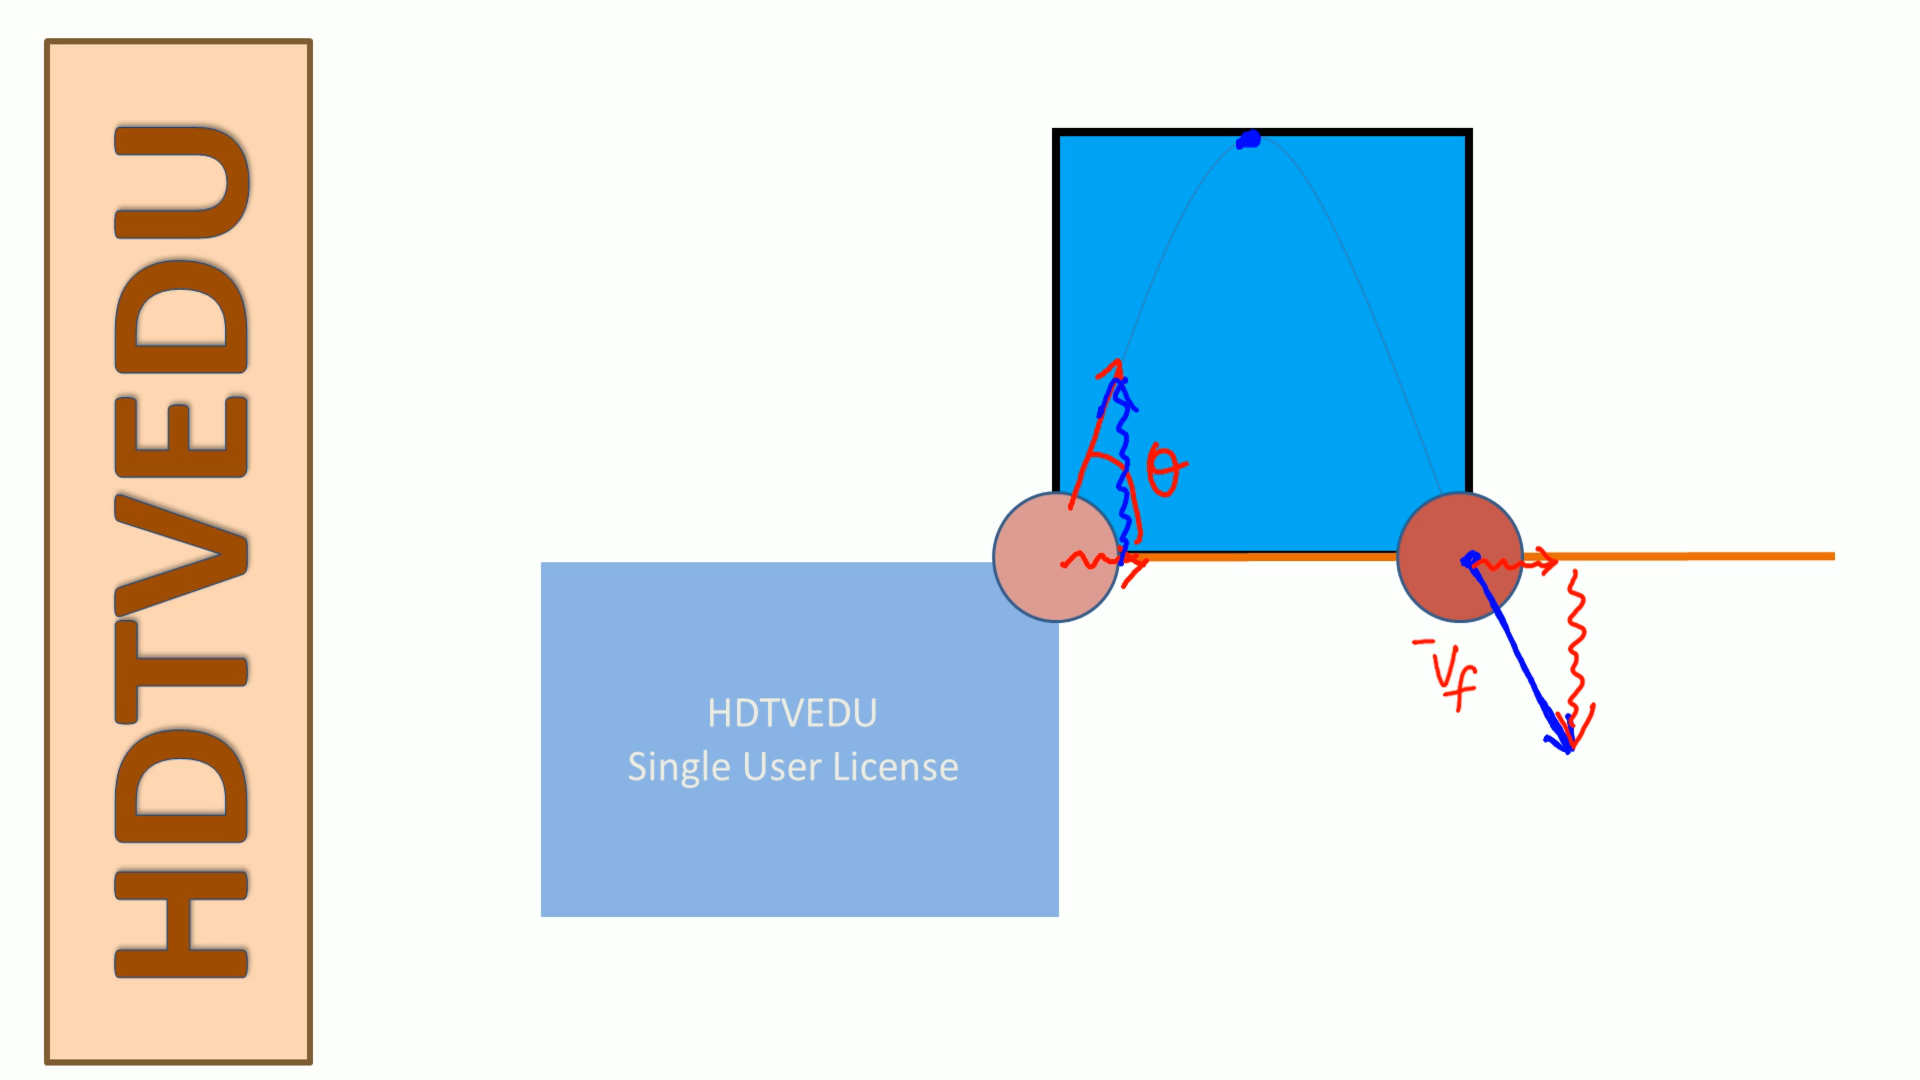 HDTVEDU
θ
-Vf
HDTVEDU
Single User License